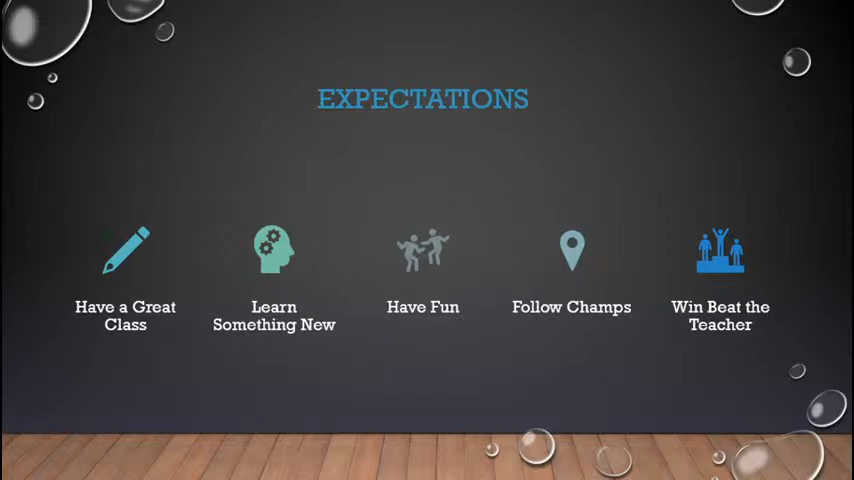 EXPECTATIONS
Have a Great
Class
Learn
Something New
Have Fun
Follow Champs
Win Beat the
Teacher